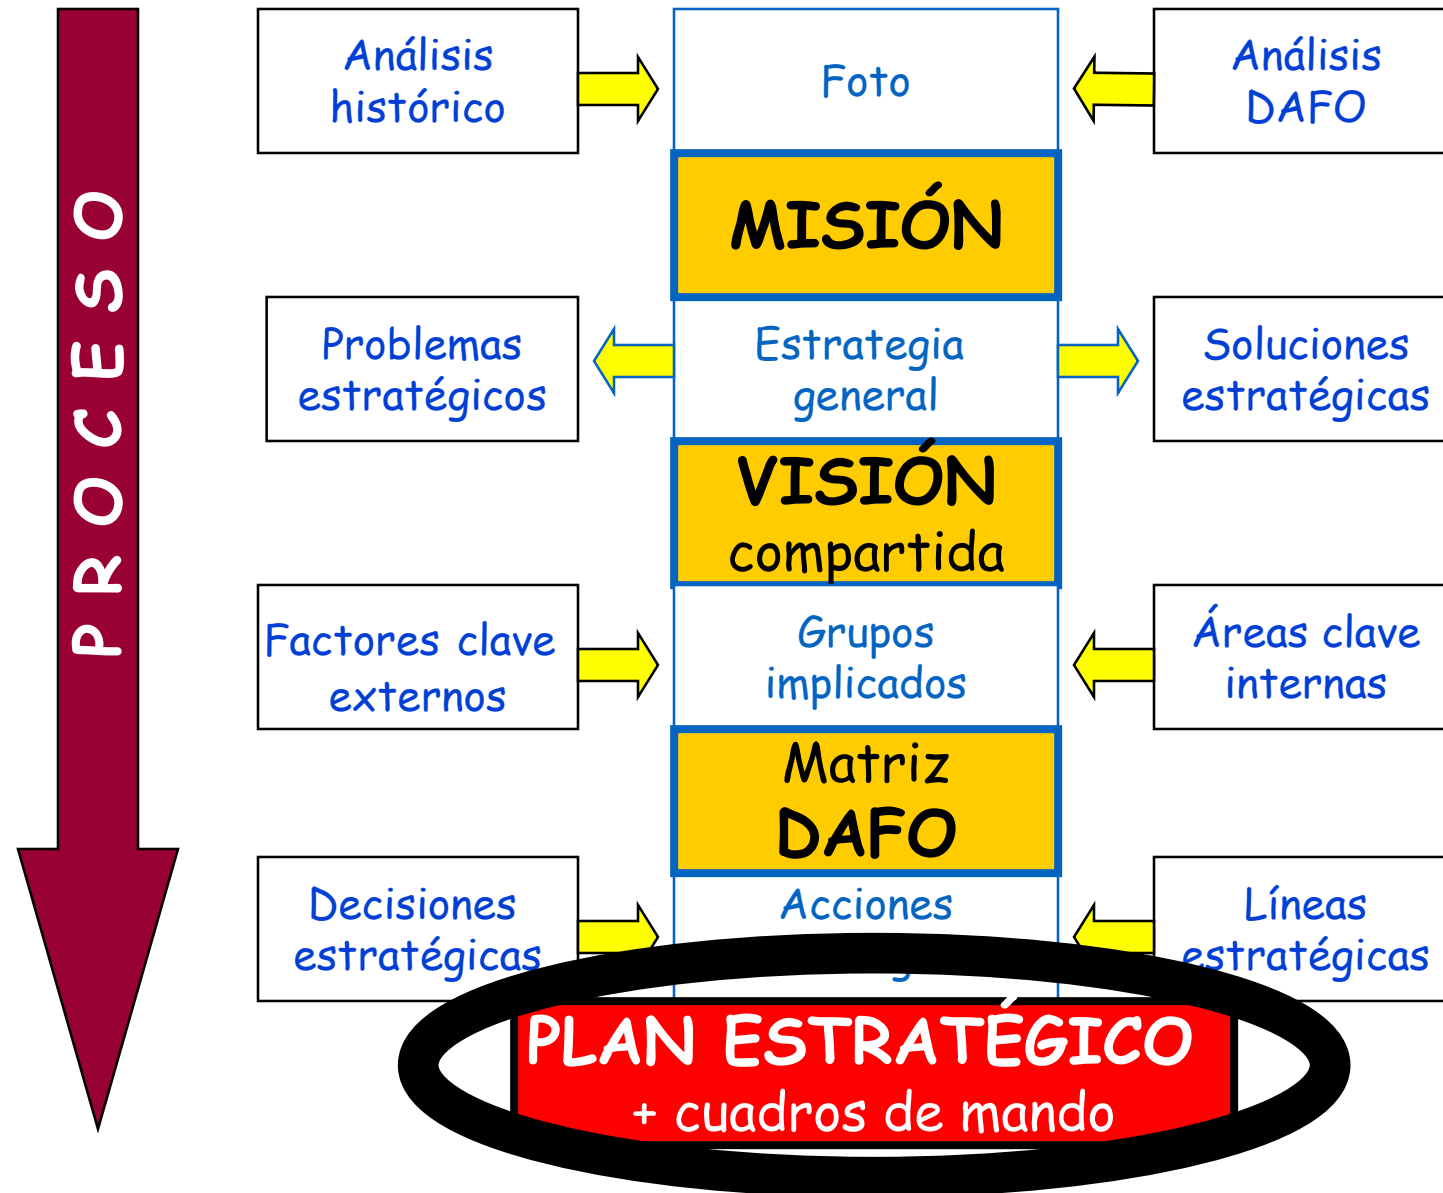 PROCESO
Análisis
histórico
Foto
Análisis
DAFO
MISIÓN
Problemas
estratégicos
Estrategia
general
Soluciones
estratégicas
VISIÓN
compartida
Factores clave
externos
Grupos
implicados
Áreas clave
internas
Matriz
DAFO
Decisiones
estratégicas
Acciones
Líneas
estratégicas
PLAN ESTRATÉGICO
+ cuadros de mando